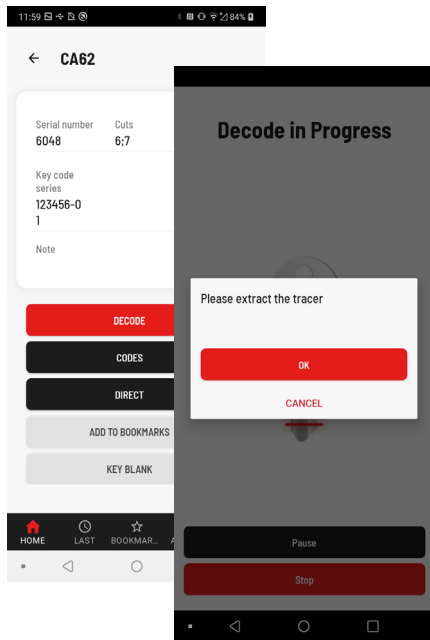 11:59
84%
CA62
Serial number Cuts
6048 6;7
Key code
series
123456-0
1
Note
DECODE
CODES
DIRECT
ADD TO BOOKMARKS
KEY BLANK
HOME LAST BOOKMAR...
Decode in Progress
Please extract the tracer
OK
CANCEL
Pause
Stop